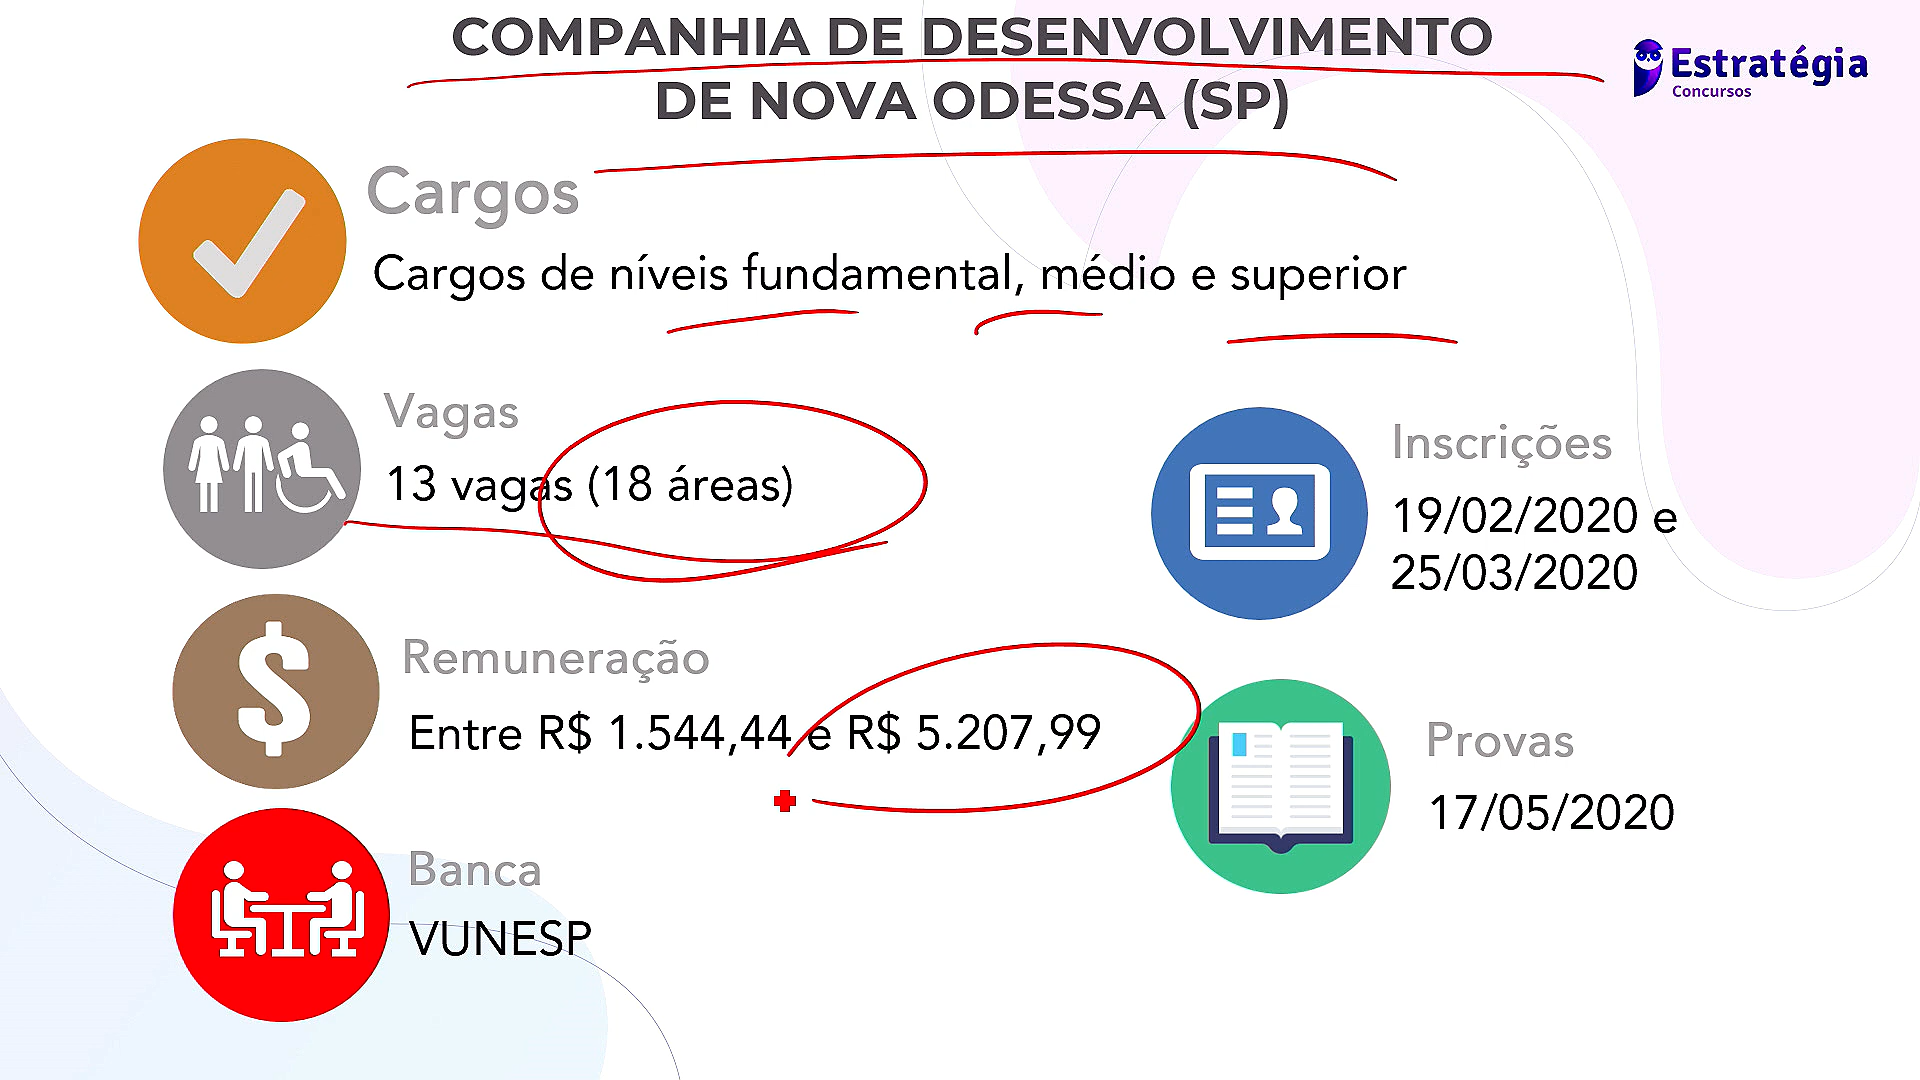 COMPANHIA DE DESENVOLVIMENTO
DE NOVA ODESSA (SP)
Estratégia
Concursos
Cargos
Cargos de níveis fundamental, médio e superior
Vagas
13 vagas (18 áreas)
Inscrições
19/02/2020 e
25/03/2020
Remuneração
Entre R$ 1.544,44 e R$ 5.207,99
Provas
17/05/2020
Banca
VUNESP